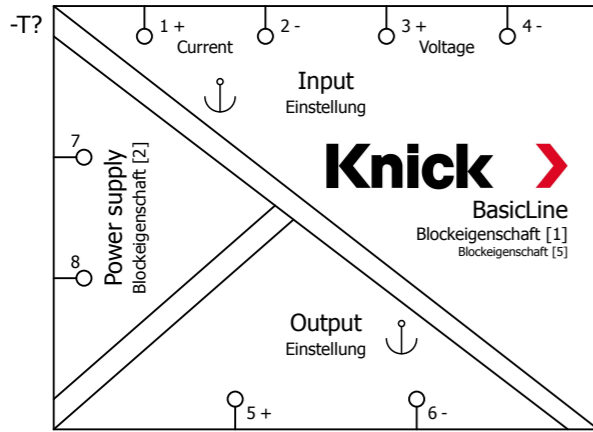 -T?
1 +
2 -
3 +
4 -
Current
Voltage
Input
Einstellung
7
8
Power supply
Blockeigenschaft [2]
Knick
BasicLine
Blockeigenschaft [1]
Blockeigenschaft [5]
Output
Einstellung
5 +
6 -